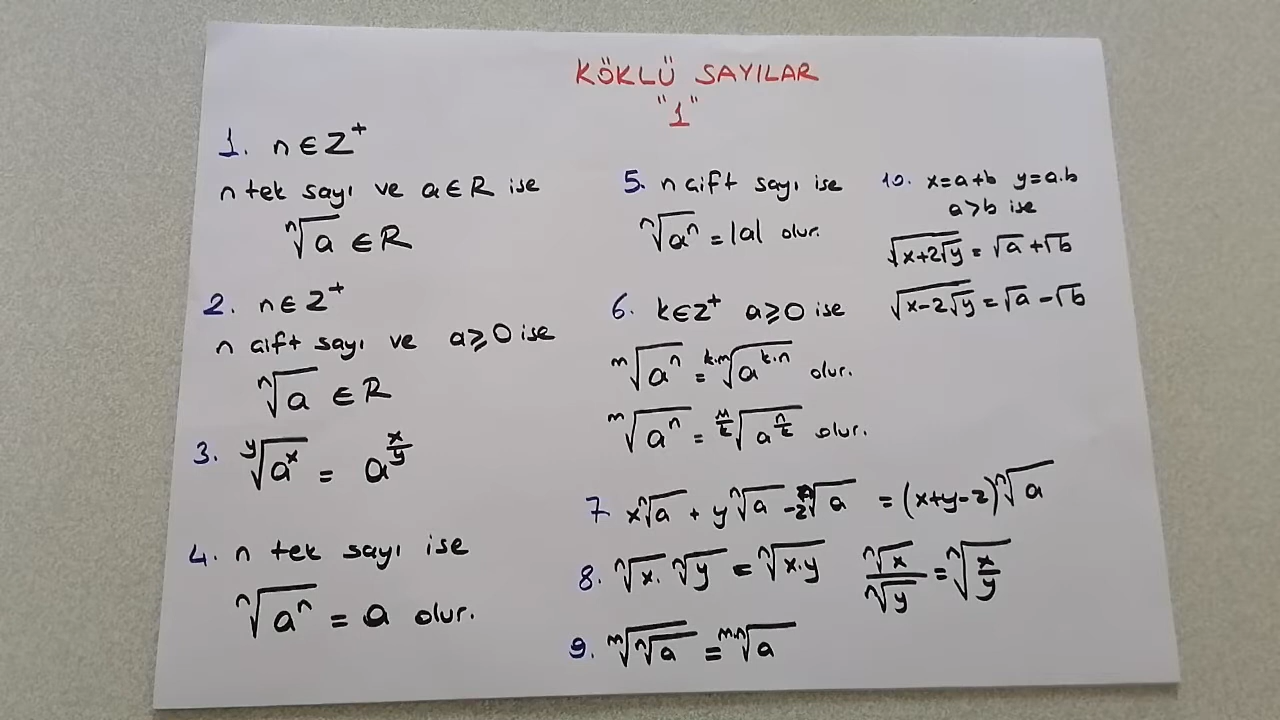 KÖKLÜ SAYILAR
"1"
1. n∈Z⁺
n tek sayı ve a∈R ise
ⁿ√a ∈ R
2. n∈Z⁺
n çift sayı ve a⩾0 ise
ⁿ√a ∈ R
3. ʸ√(aˣ) = a^(x/y)
4. n tek sayı ise
ⁿ√(aⁿ) = a olur.
5. n çift sayı ise
ⁿ√(aⁿ) = |a| olur.
6. k∈Z⁺ a⩾0 ise
ᵐ√(aⁿ) = ᵏ·ᵐ√(a^(k.n)) olur.
ᵐ√(aⁿ) = ^(m/k)√(a^(n/k)) olur.
7 xⁿ√a + yⁿ√a - zⁿ√a = (x+y-z)ⁿ√a
8. ⁿ√x . ⁿ√y = ⁿ√(x.y) ⁿ√x / ⁿ√y = ⁿ√(x/y)
9. ᵐ√(ⁿ√a) = ᵐ·ⁿ√a
10. x=a+b y=a.b
a>b ise
√(x+2√y) = √a + √b
√(x-2√y) = √a - √b